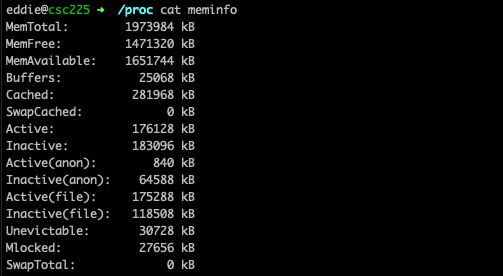 eddie@csc225 ➜  /proc cat meminfo
MemTotal:        1973984 kB
MemFree:         1471320 kB
MemAvailable:    1651744 kB
Buffers:           25068 kB
Cached:           281968 kB
SwapCached:            0 kB
Active:           176128 kB
Inactive:         183096 kB
Active(anon):        840 kB
Inactive(anon):    64588 kB
Active(file):     175288 kB
Inactive(file):   118508 kB
Unevictable:       30728 kB
Mlocked:           27656 kB
SwapTotal:             0 kB